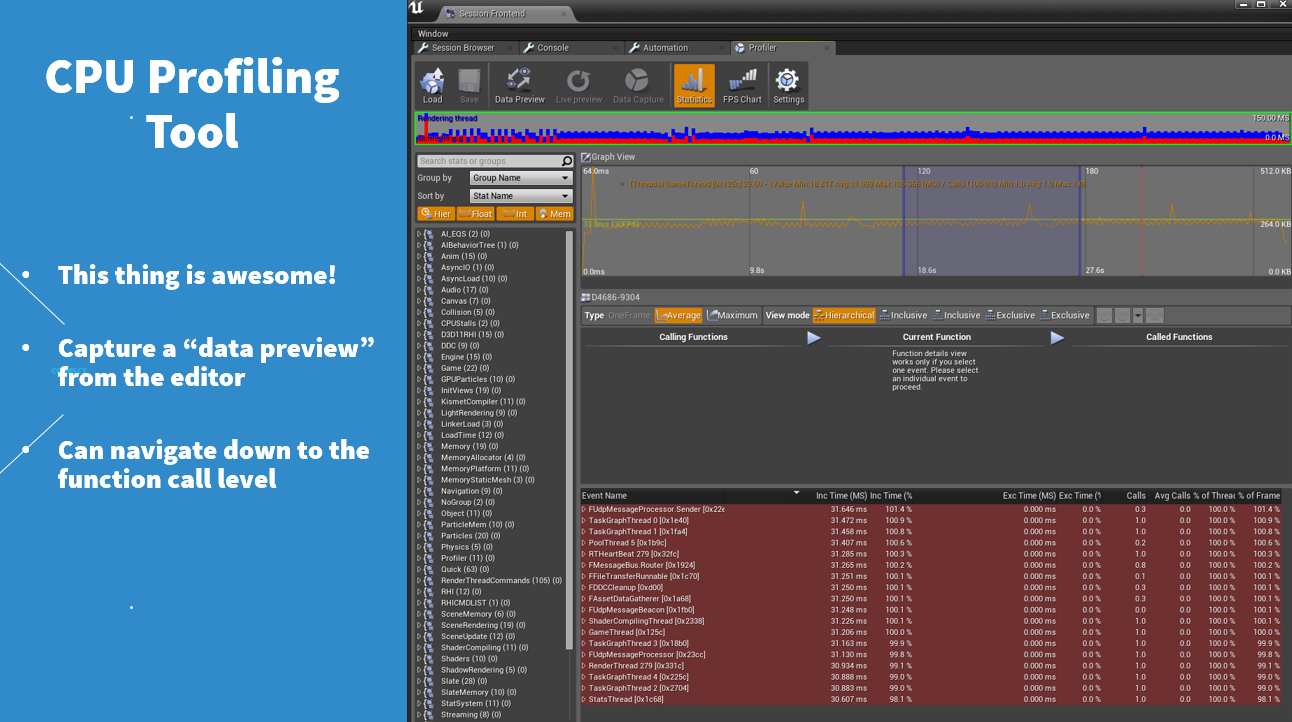 CPU Profiling
Tool
• This thing is awesome!
• Capture a “data preview”
from the editor
• Can navigate down to the
function call level
Session Frontend
Window
Session Browser
Console
Automation
Profiler
Load
Save
Data Preview
Live preview
Data Capture
Statistics
FPS Chart
Settings
Rendering thread
150.00 MS
0.0 MS
Search stats or groups
Group by
Group Name
Sort by
Stat Name
Hier
Float
Int
Mem
AI_EQS (2) (0)
AIBehaviorTree (1) (0)
Anim (15) (0)
AsyncIO (1) (0)
AsyncLoad (10) (0)
Audio (17) (0)
Canvas (7) (0)
Collision (5) (0)
CPUStalls (2) (0)
D3D11RHI (15) (0)
DDC (9) (0)
Engine (15) (0)
Game (22) (0)
GPUParticles (10) (0)
InitViews (19) (0)
KismetCompiler (11) (0)
LightRendering (9) (0)
LinkerLoad (3) (0)
LoadTime (12) (0)
Memory (19) (0)
MemoryAllocator (4) (0)
MemoryPlatform (11) (0)
MemoryStaticMesh (3) (0)
Navigation (9) (0)
NoGroup (2) (0)
Object (11) (0)
ParticleMem (10) (0)
Particles (20) (0)
Physics (5) (0)
Profiler (11) (0)
Quick (63) (0)
RenderThreadCommands (105) (0)
RHI (12) (0)
RHICMDLIST (1) (0)
SceneMemory (6) (0)
SceneRendering (19) (0)
SceneUpdate (12) (0)
ShaderCompiling (11) (0)
Shaders (10) (0)
ShadowRendering (5) (0)
Slate (28) (0)
SlateMemory (10) (0)
StatSystem (11) (0)
Streaming (8) (0)
Graph View
64.0ms
60
120
180
512.0 KB
264.0 KB
0.0ms
9.8s
18.6s
27.6s
0.0 KB
D4686-9304
Type OneFrame Average Maximum View mode Hierarchical Inclusive Inclusive Exclusive Exclusive
Calling Functions
Current Function
Called Functions
Function details view
works only if you select
one event. Please select
an individual event to
proceed.
Event Name Inc Time (MS) Inc Time (% Exc Time (MS) Exc Time (% Calls Avg Calls % of Thread % of Frame
FUdpMessageProcessor.Sender [0x22e 31.646 ms 101.4 % 0.000 ms 0.0 % 0.3 0.0 100.0 % 101.4 %
TaskGraphThread 0 [0x1e40] 31.472 ms 100.9 % 0.000 ms 0.0 % 1.0 0.0 100.0 % 100.9 %
TaskGraphThread 1 [0x1fa4] 31.458 ms 100.8 % 0.000 ms 0.0 % 1.0 0.0 100.0 % 100.8 %
PoolThread 5 [0x1b9c] 31.407 ms 100.6 % 0.000 ms 0.0 % 0.2 0.0 100.0 % 100.6 %
RTHeartBeat 279 [0x32fc] 31.285 ms 100.3 % 0.000 ms 0.0 % 1.0 0.0 100.0 % 100.3 %
FMessageBus.Router [0x1924] 31.265 ms 100.2 % 0.000 ms 0.0 % 0.8 0.0 100.0 % 100.2 %
FFileTransferRunnable [0x1c70] 31.251 ms 100.1 % 0.000 ms 0.0 % 0.1 0.0 100.0 % 100.1 %
FDDCCleanup [0xd00] 31.250 ms 100.1 % 0.000 ms 0.0 % 0.3 0.0 100.0 % 100.1 %
FAssetDataGatherer [0x1a68] 31.250 ms 100.1 % 0.000 ms 0.0 % 0.3 0.0 100.0 % 100.1 %
FUdpMessageBeacon [0x1fb0] 31.248 ms 100.1 % 0.000 ms 0.0 % 0.0 0.0 100.0 % 100.1 %
ShaderCompilingThread [0x2338] 31.226 ms 100.1 % 0.000 ms 0.0 % 1.0 0.0 100.0 % 100.1 %
GameThread [0x125c] 31.206 ms 100.0 % 0.000 ms 0.0 % 1.0 0.0 100.0 % 100.0 %
TaskGraphThread 3 [0x18b0] 31.163 ms 99.9 % 0.000 ms 0.0 % 1.0 0.0 100.0 % 99.9 %
FUdpMessageProcessor [0x23cc] 31.130 ms 99.8 % 0.000 ms 0.0 % 1.0 0.0 100.0 % 99.8 %
RenderThread 279 [0x331c] 30.934 ms 99.1 % 0.000 ms 0.0 % 1.0 0.0 100.0 % 99.1 %
TaskGraphThread 4 [0x225c] 30.888 ms 99.0 % 0.000 ms 0.0 % 1.0 0.0 100.0 % 99.0 %
TaskGraphThread 2 [0x2704] 30.883 ms 99.0 % 0.000 ms 0.0 % 1.0 0.0 100.0 % 99.0 %
StatsThread [0x1c68] 30.607 ms 98.1 % 0.000 ms 0.0 % 1.0 0.0 100.0 % 98.1 %